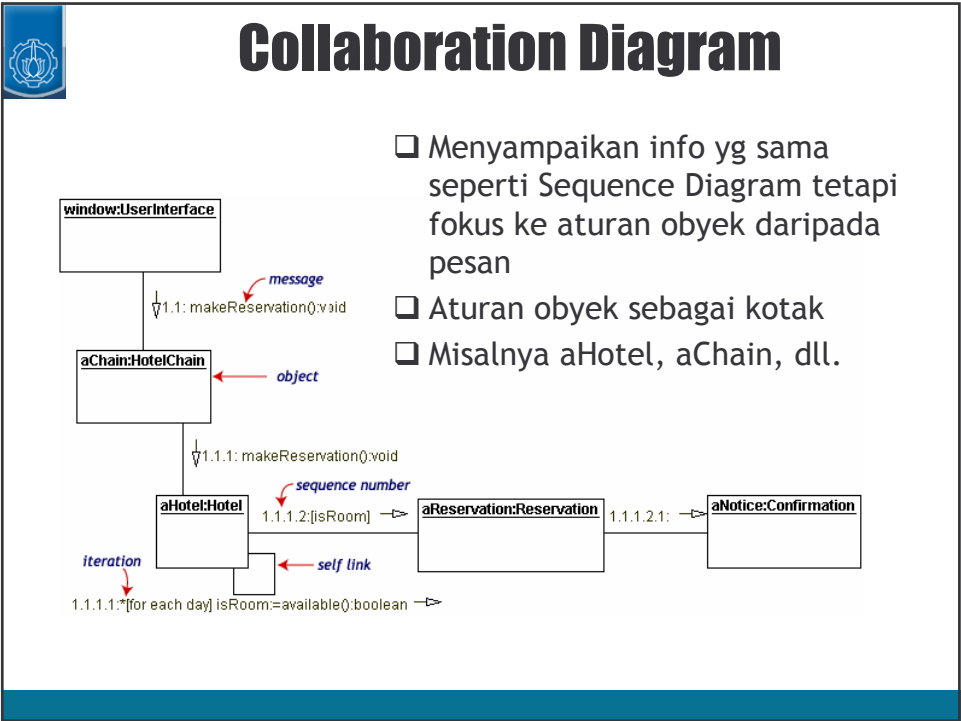 Collaboration Diagram
❑ Menyampaikan info yg sama
seperti Sequence Diagram tetapi
fokus ke aturan obyek daripada
pesan
❑ Aturan obyek sebagai kotak
❑ Misalnya aHotel, aChain, dll.
window:UserInterface
message
1.1: makeReservation():void
aChain:HotelChain
object
1.1.1: makeReservation():void
sequence number
aHotel:Hotel
1.1.1.2:[isRoom]
aReservation:Reservation
1.1.1.2.1:
aNotice:Confirmation
iteration
self link
1.1.1.1:*[for each day] isRoom:=available():boolean